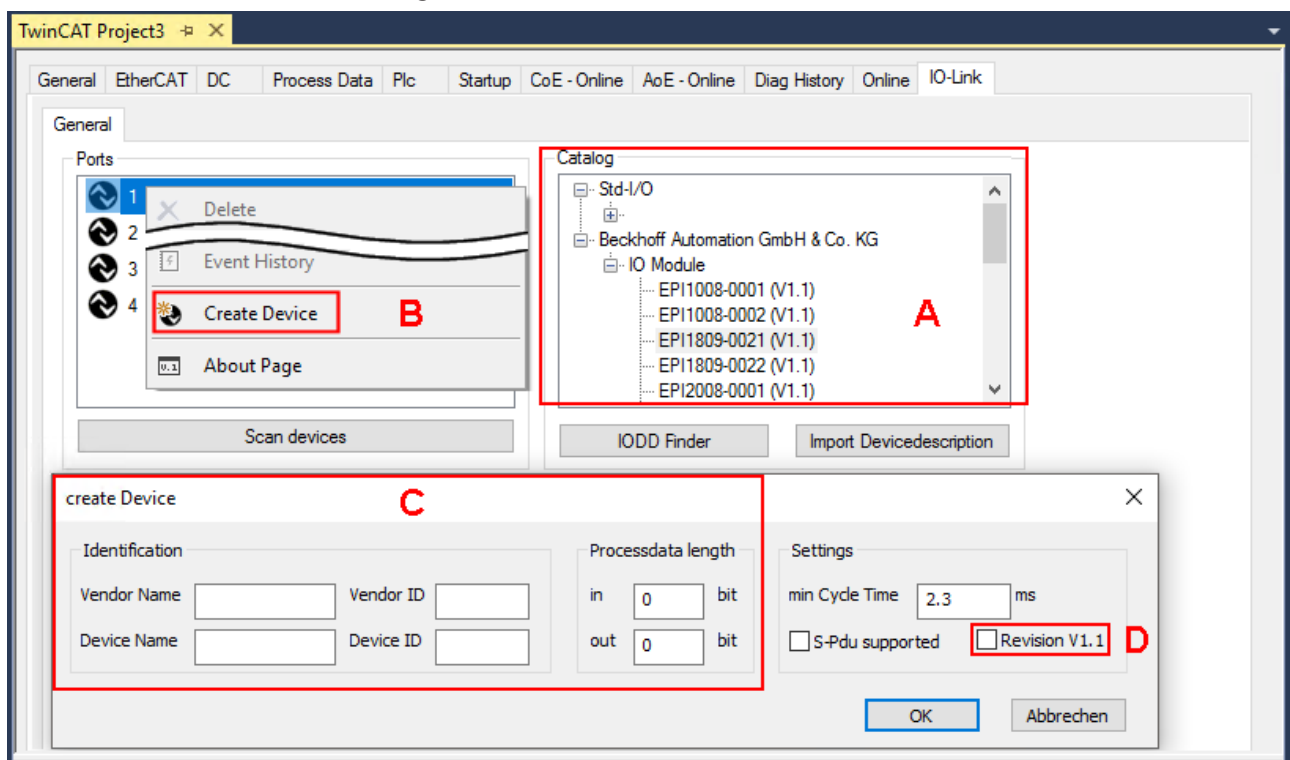 TwinCAT Project3
General EtherCAT DC Process Data Plc Startup CoE - Online AoE - Online Diag History Online IO-Link
General
Ports
1
2
3
4
Delete
Event History
Create Device
B
V.1 About Page
Scan devices
Catalog
Std-I/O
Beckhoff Automation GmbH & Co. KG
IO Module
EPI1008-0001 (V1.1)
EPI1008-0002 (V1.1)
EPI1809-0021 (V1.1)
EPI1809-0022 (V1.1)
EPI2008-0001 (V1.1)
A
IODD Finder Import Devicedescription
create Device
C
Identification
Vendor Name Vendor ID
Device Name Device ID
Processdata length
in 0 bit
out 0 bit
Settings
min Cycle Time 2.3 ms
S-Pdu supported Revision V1.1 D
OK Abbrechen